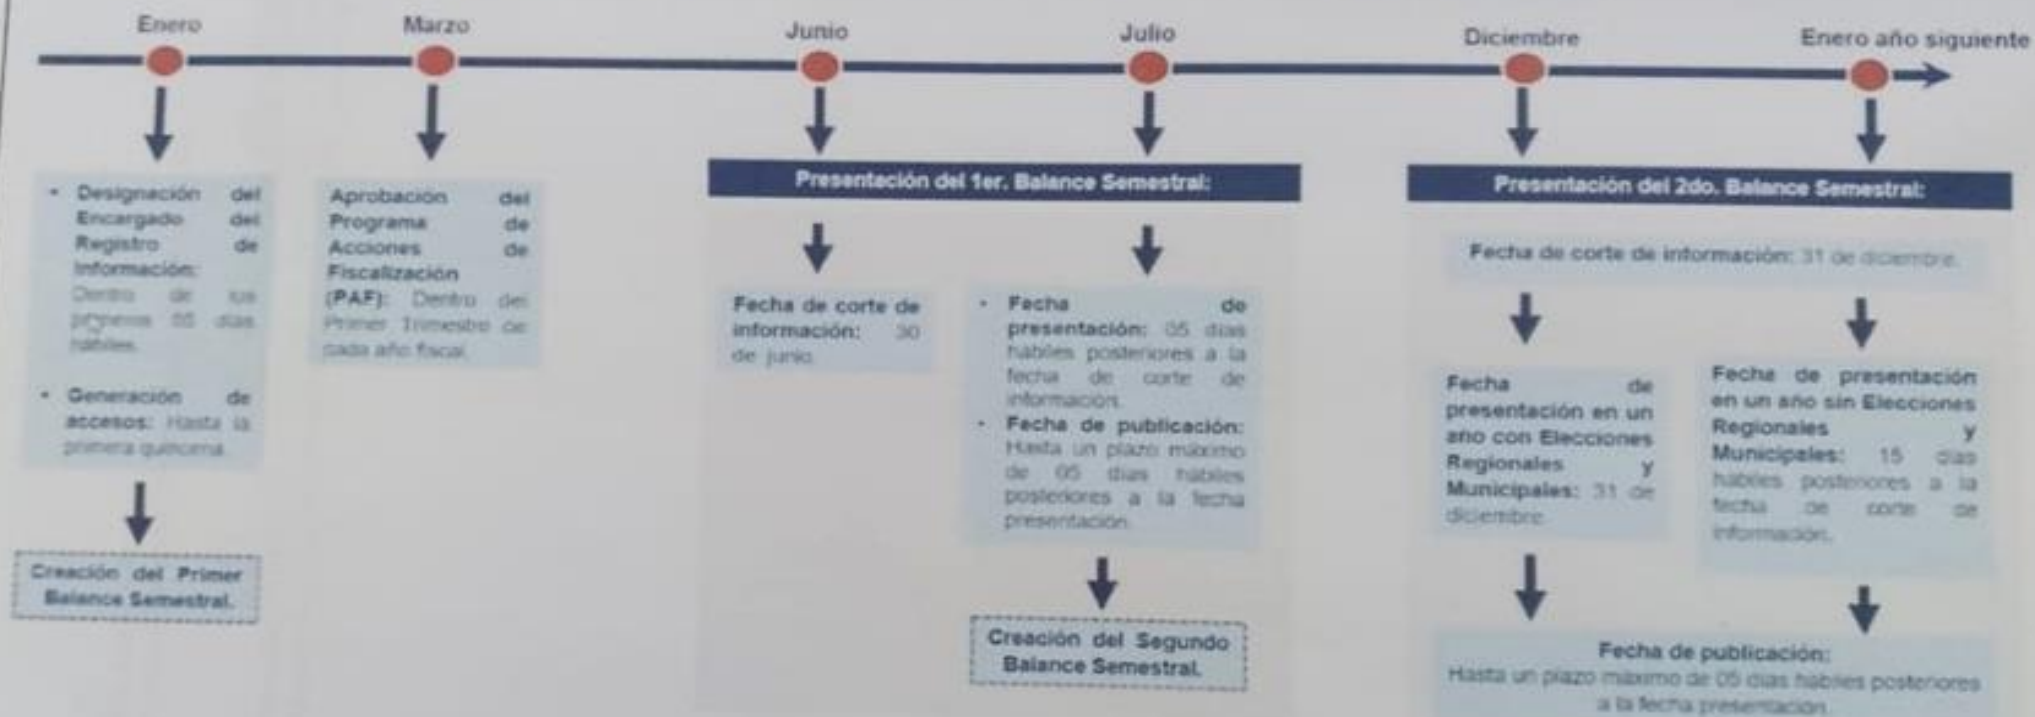 Enero
Marzo
Junio
Julio
Diciembre
Enero año siguiente
• Designación del
Encargado del
Registro de
Información:
Dentro de los
primeros 05 días
hábiles.
• Generación de
accesos: Hasta la
primera quincena.
Creación del Primer
Balance Semestral.
Aprobación del
Programa de
Acciones de
Fiscalización
(PAF): Dentro del
Primer Trimestre de
cada año fiscal.
Presentación del 1er. Balance Semestral:
Fecha de corte de
información: 30
de junio.
• Fecha de
presentación: 05 días
hábiles posteriores a la
fecha de corte de
información.
• Fecha de publicación:
Hasta un plazo máximo
de 05 días hábiles
posteriores a la fecha
presentación.
Creación del Segundo
Balance Semestral.
Presentación del 2do. Balance Semestral:
Fecha de corte de información: 31 de diciembre.
Fecha de
presentación en un
año con Elecciones
Regionales y
Municipales: 31 de
diciembre
Fecha de presentación
en un año sin Elecciones
Regionales y
Municipales: 15 días
hábiles posteriores a la
fecha de corte de
información.
Fecha de publicación:
Hasta un plazo máximo de 05 días hábiles posteriores
a la fecha presentación.